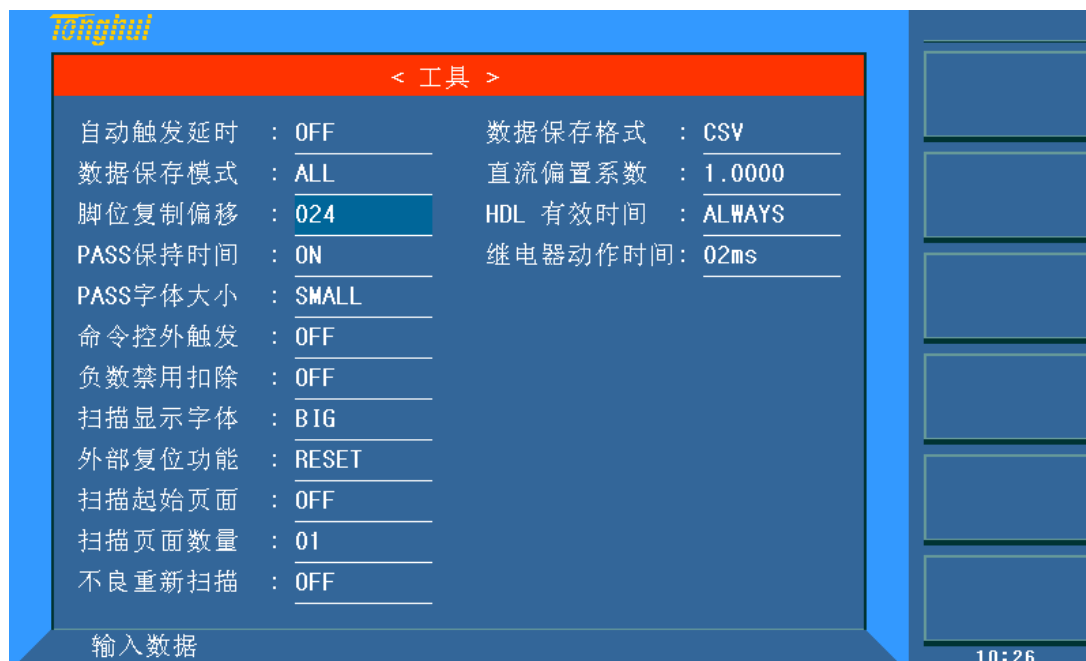 Tonghui
< 工具 >
自动触发延时 : OFF 数据保存格式 : CSV
数据保存模式 : ALL 直流偏置系数 : 1.0000
脚位复制偏移 : 024 HDL 有效时间 : ALWAYS
PASS保持时间 : ON 继电器动作时间: 02ms
PASS字体大小 : SMALL
命令控外触发 : OFF
负数禁用扣除 : OFF
扫描显示字体 : BIG
外部复位功能 : RESET
扫描起始页面 : OFF
扫描页面数量 : 01
不良重新扫描 : OFF
输入数据
10:26